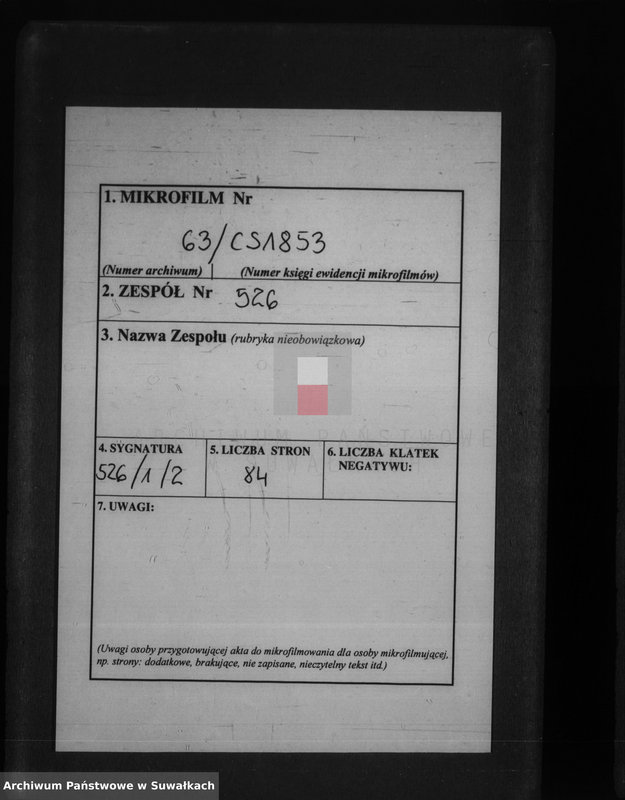 1. MIKROFILM Nr
63/CS1853
(Numer archiwum) (Numer księgi ewidencji mikrofilmów)
2. ZESPÓŁ Nr 526
3. Nazwa Zespołu (rubryka nieobowiązkowa)
ARCHIWUM PAŃSTWOWE
4. SYGNATURA 5. LICZBA STRON 6. LICZBA KLATEK
NEGATYWU:
526/1/2 84
7. UWAGI:
(Uwagi osoby przygotowującej akta do mikrofilmowania dla osoby mikrofilmującej,
np. strony: dodatkowe, brakujące, nie zapisane, nieczytelny tekst itd.)
Archiwum Państwowe w Suwałkach